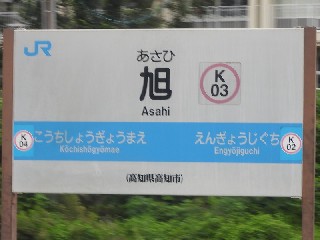 JR
あさひ
旭
Asahi
K
03
K
04
こうちしょうぎょうまえ
Kōchishōgyōmae
えんぎょうじぐち
Engyōjiguchi
K
02
(高知県高知市)